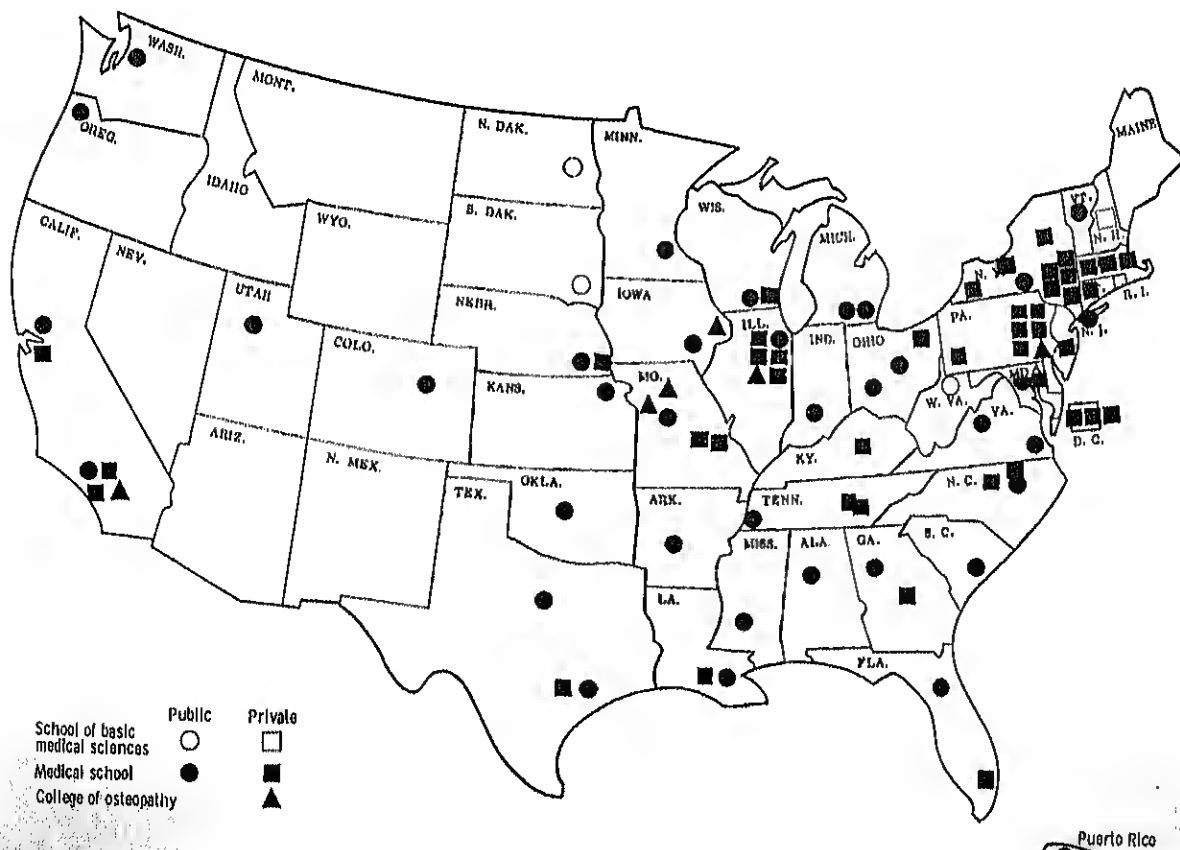 WASH.
MONT.
N. DAK.
MINN.
MAINE
OREG.
IDAHO
S. DAK.
WIS.
MICH.
VT.
N. H.
CALIF.
NEV.
WYO.
N. Y.
R. I.
UTAH
NEBR.
IOWA
PA.
N. J.
COLO.
ILL.
IND.
OHIO
KANS.
MO.
W. VA.
MD.
VA.
D. C.
ARIZ.
N. MEX.
KY.
TEX.
OKLA.
ARK.
TENN.
N. C.
MISS.
ALA.
GA.
S. C.
LA.
FLA.
Public Private
School of basic
medical sciences
Medical school
College of osteopathy
Puerto Rico